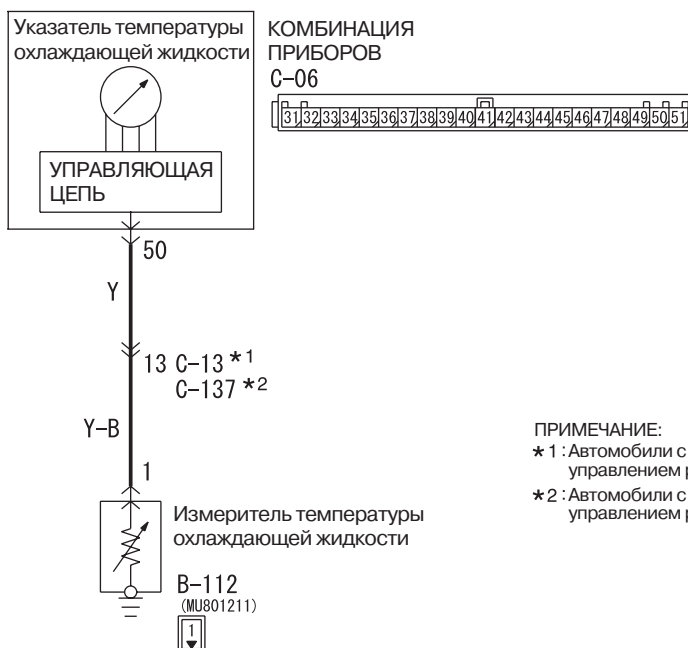 Указатель температуры
охлаждающей жидкости
КОМБИНАЦИЯ
ПРИБОРОВ
C-06
31 32 33 34 35 36 37 38 39 40 41 42 43 44 45 46 47 48 49 50 51
УПРАВЛЯЮЩАЯ
ЦЕПЬ
50
Y
13 C-13 *1
C-137 *2
Y-B
1
ПРИМЕЧАНИЕ:
*1: Автомобили с
управлением
*2: Автомобили с
управлением
Измеритель температуры
охлаждающей жидкости
B-112
(MU801211)
1